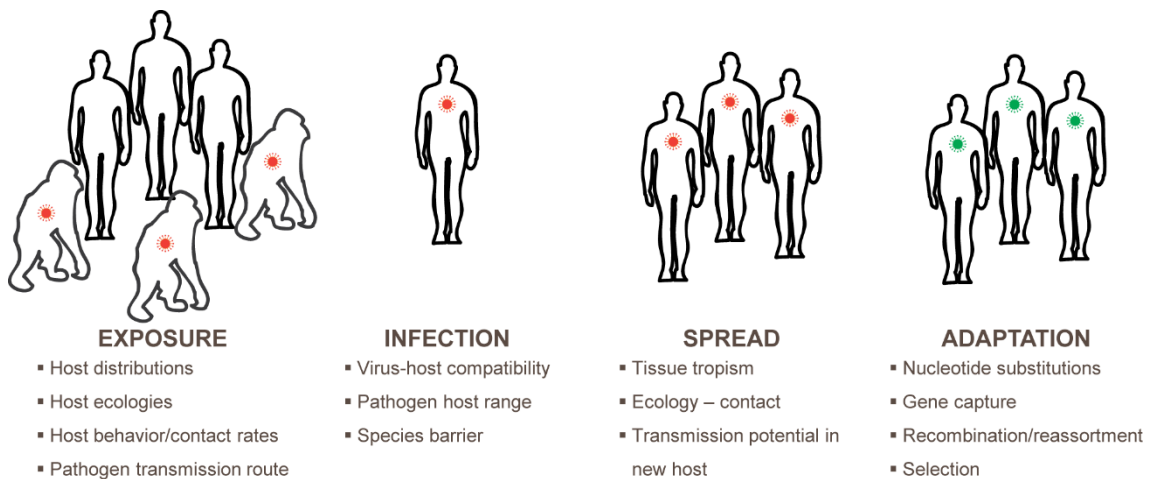 EXPOSURE
▪ Host distributions
▪ Host ecologies
▪ Host behavior/contact rates
▪ Pathogen transmission route
INFECTION
▪ Virus-host compatibility
▪ Pathogen host range
▪ Species barrier
SPREAD
▪ Tissue tropism
▪ Ecology – contact
▪ Transmission potential in
new host
ADAPTATION
▪ Nucleotide substitutions
▪ Gene capture
▪ Recombination/reassortment
▪ Selection